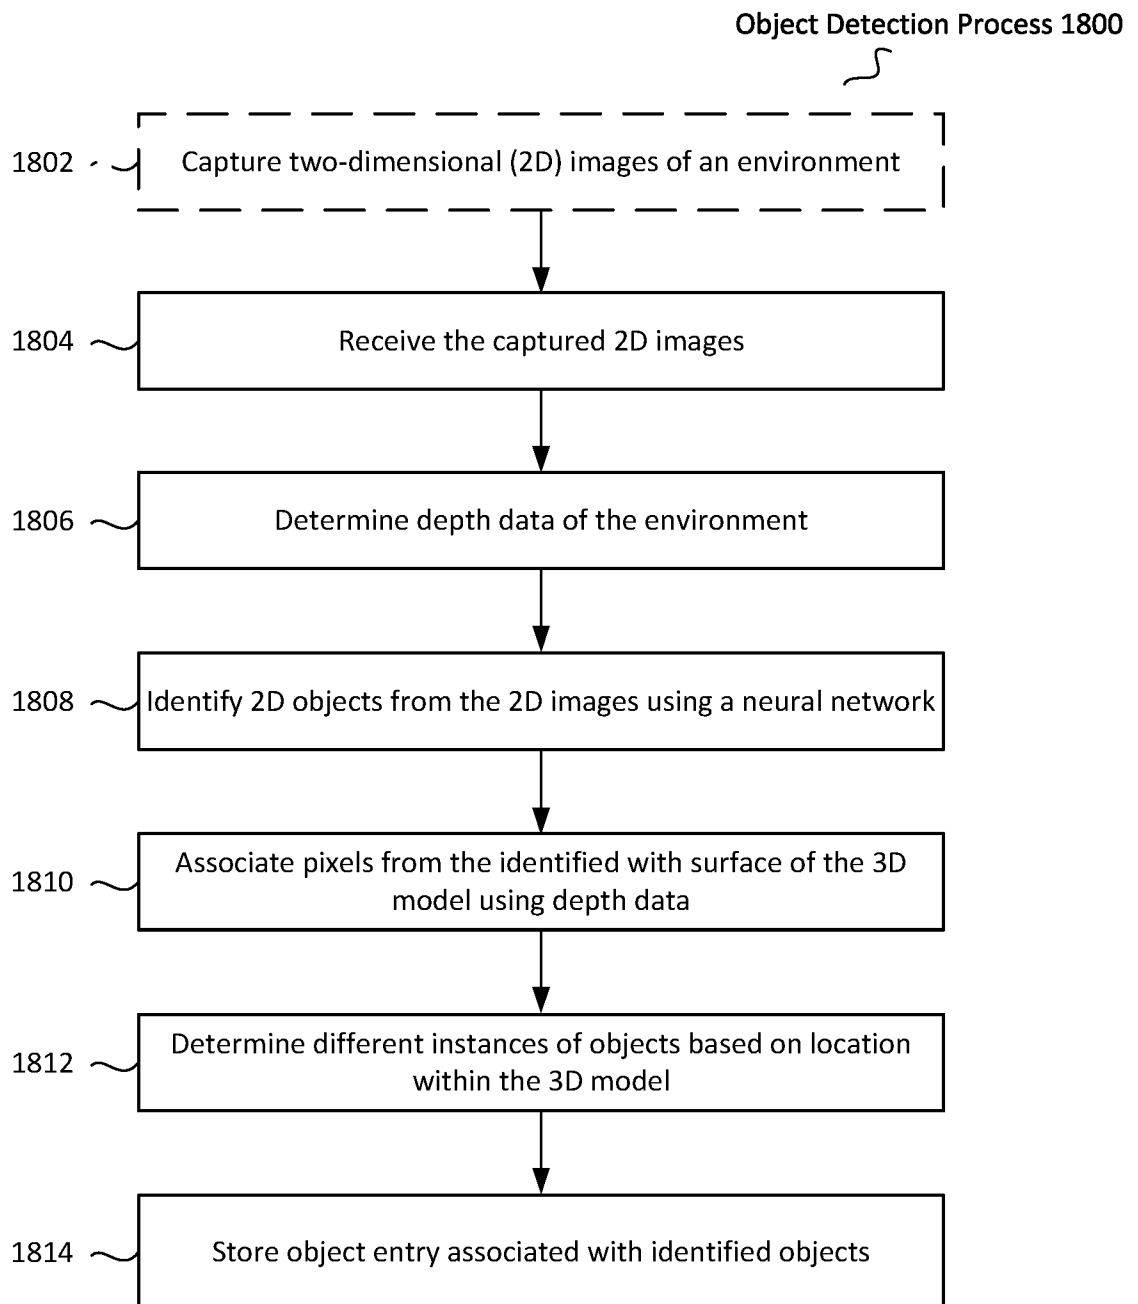 Object Detection Process 1800
1802
Capture two-dimensional (2D) images of an environment
1804
Receive the captured 2D images
1806
Determine depth data of the environment
1808
Identify 2D objects from the 2D images using a neural network
1810
Associate pixels from the identified with surface of the 3D
model using depth data
1812
Determine different instances of objects based on location
within the 3D model
1814
Store object entry associated with identified objects